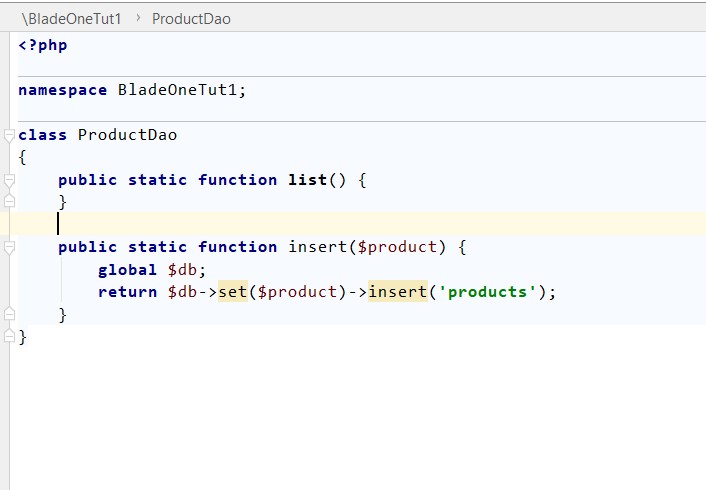 \BladeOneTut1 › ProductDao
<?php
namespace BladeOneTut1;
class ProductDao
{
    public static function list() {
    }
    public static function insert($product) {
        global $db;
        return $db->set($product)->insert('products');
    }
}